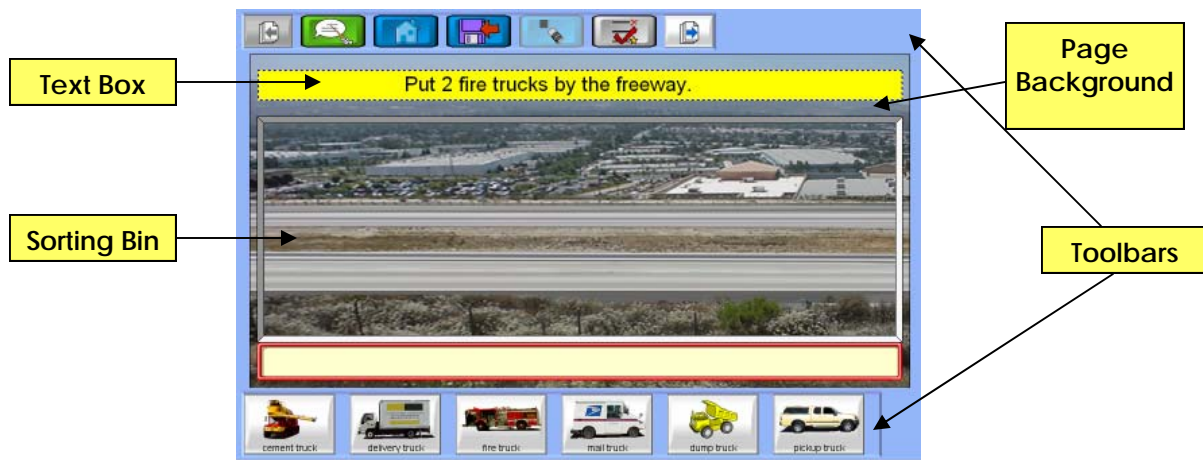 Page
Background
Text Box
Put 2 fire trucks by the freeway.
Sorting Bin
Toolbars
cement truck
delivery truck
fire truck
mail truck
dump truck
pickup truck